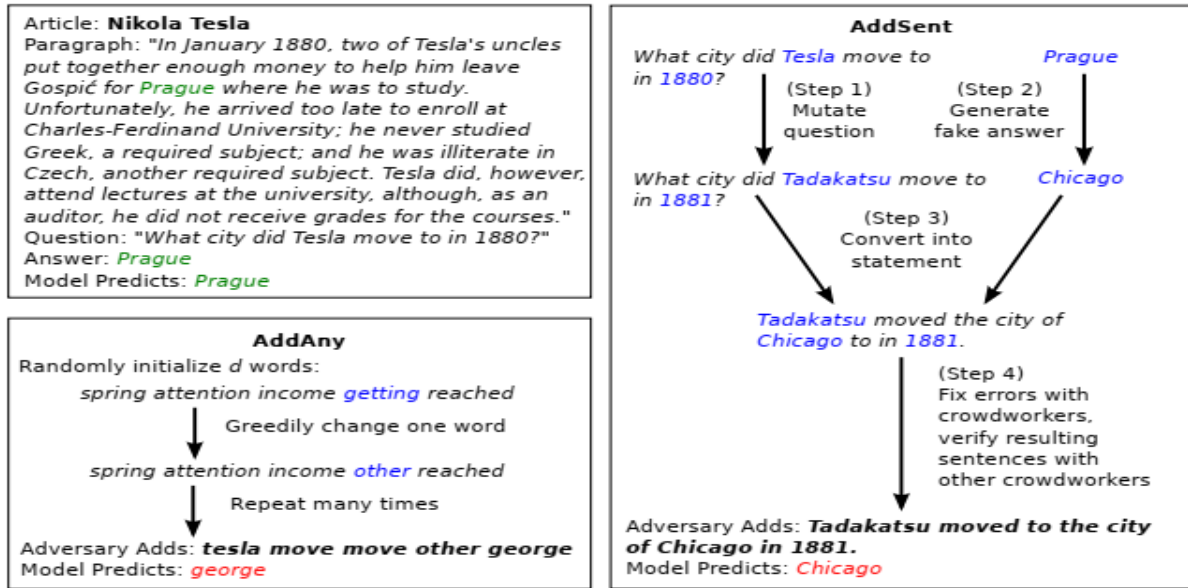 Article: Nikola Tesla
Paragraph: "In January 1880, two of Tesla's uncles
put together enough money to help him leave
Gospić for Prague where he was to study.
Unfortunately, he arrived too late to enroll at
Charles-Ferdinand University; he never studied
Greek, a required subject; and he was illiterate in
Czech, another required subject. Tesla did, however,
attend lectures at the university, although, as an
auditor, he did not receive grades for the courses."
Question: "What city did Tesla move to in 1880?"
Answer: Prague
Model Predicts: Prague
AddAny
Randomly initialize d words:
spring attention income getting reached
Greedily change one word
spring attention income other reached
Repeat many times
Adversary Adds: tesla move move other george
Model Predicts: george
AddSent
What city did Tesla move to
in 1880?
Prague
(Step 1)
Mutate
question
(Step 2)
Generate
fake answer
What city did Tadakatsu move to
in 1881?
Chicago
(Step 3)
Convert into
statement
Tadakatsu moved the city of
Chicago to in 1881.
(Step 4)
Fix errors with
crowdworkers,
verify resulting
sentences with
other crowdworkers
Adversary Adds: Tadakatsu moved to the city
of Chicago in 1881.
Model Predicts: Chicago